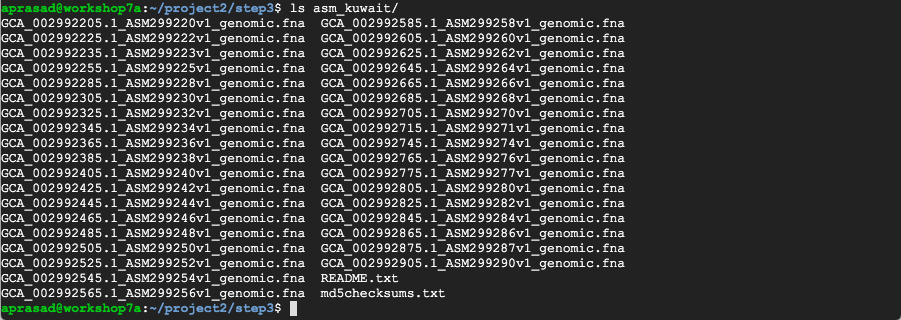 aprasad@workshop7a:~/project2/step3$ ls asm_kuwait/
GCA_002992205.1_ASM299220v1_genomic.fna  GCA_002992585.1_ASM299258v1_genomic.fna
GCA_002992225.1_ASM299222v1_genomic.fna  GCA_002992605.1_ASM299260v1_genomic.fna
GCA_002992235.1_ASM299223v1_genomic.fna  GCA_002992625.1_ASM299262v1_genomic.fna
GCA_002992255.1_ASM299225v1_genomic.fna  GCA_002992645.1_ASM299264v1_genomic.fna
GCA_002992285.1_ASM299228v1_genomic.fna  GCA_002992665.1_ASM299266v1_genomic.fna
GCA_002992305.1_ASM299230v1_genomic.fna  GCA_002992685.1_ASM299268v1_genomic.fna
GCA_002992325.1_ASM299232v1_genomic.fna  GCA_002992705.1_ASM299270v1_genomic.fna
GCA_002992345.1_ASM299234v1_genomic.fna  GCA_002992715.1_ASM299271v1_genomic.fna
GCA_002992365.1_ASM299236v1_genomic.fna  GCA_002992745.1_ASM299274v1_genomic.fna
GCA_002992385.1_ASM299238v1_genomic.fna  GCA_002992765.1_ASM299276v1_genomic.fna
GCA_002992405.1_ASM299240v1_genomic.fna  GCA_002992775.1_ASM299277v1_genomic.fna
GCA_002992425.1_ASM299242v1_genomic.fna  GCA_002992805.1_ASM299280v1_genomic.fna
GCA_002992445.1_ASM299244v1_genomic.fna  GCA_002992825.1_ASM299282v1_genomic.fna
GCA_002992465.1_ASM299246v1_genomic.fna  GCA_002992845.1_ASM299284v1_genomic.fna
GCA_002992485.1_ASM299248v1_genomic.fna  GCA_002992865.1_ASM299286v1_genomic.fna
GCA_002992505.1_ASM299250v1_genomic.fna  GCA_002992875.1_ASM299287v1_genomic.fna
GCA_002992525.1_ASM299252v1_genomic.fna  GCA_002992905.1_ASM299290v1_genomic.fna
GCA_002992545.1_ASM299254v1_genomic.fna  README.txt
GCA_002992565.1_ASM299256v1_genomic.fna  md5checksums.txt
aprasad@workshop7a:~/project2/step3$